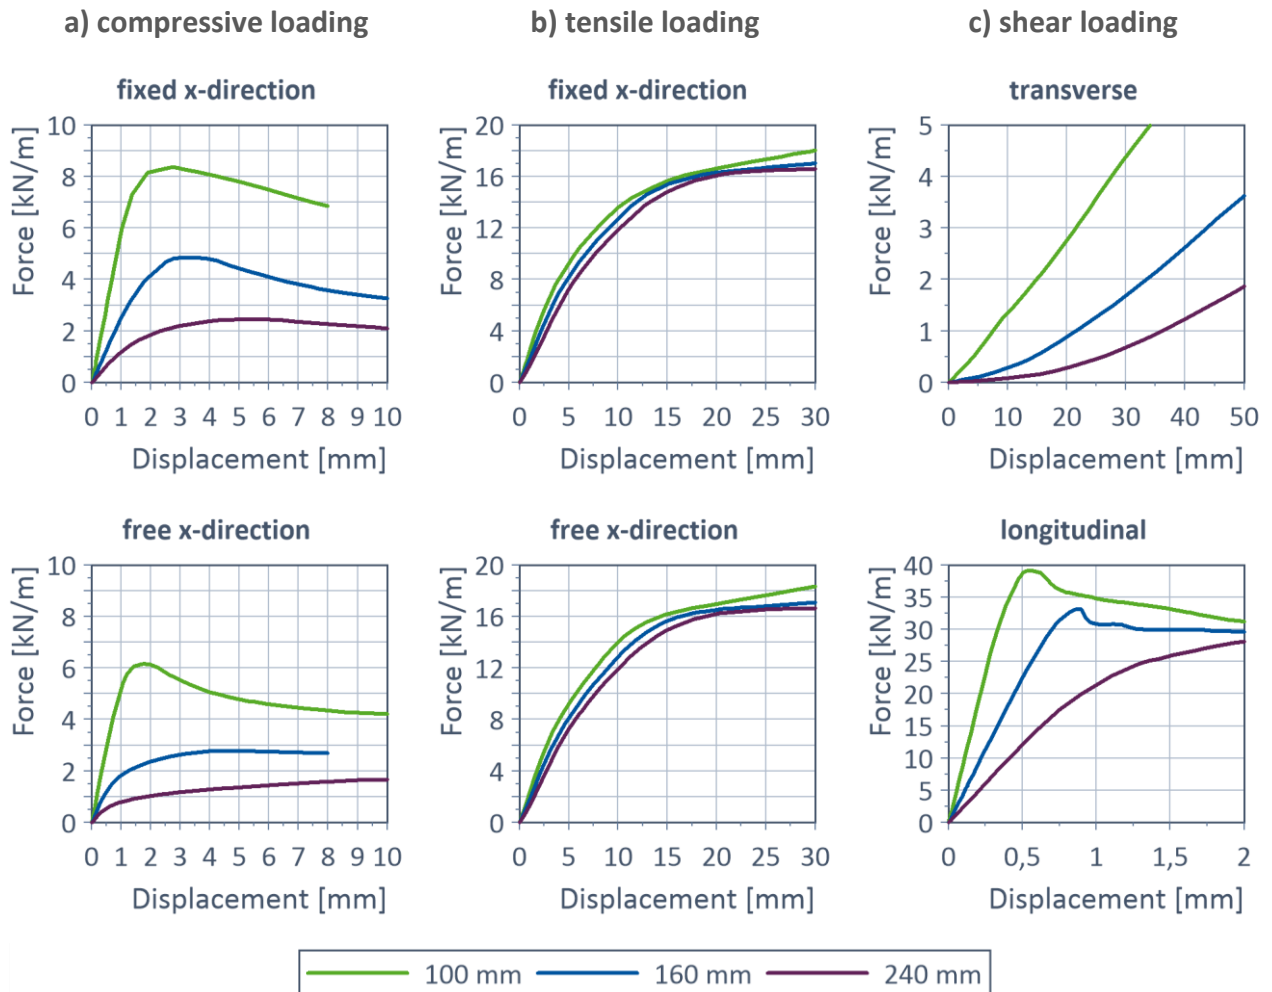 a) compressive loading
b) tensile loading
c) shear loading
fixed x-direction
fixed x-direction
transverse
Force [kN/m]
10
8
6
4
2
0
0 1 2 3 4 5 6 7 8 9 10
Displacement [mm]
Force [kN/m]
20
16
12
8
4
0
0 5 10 15 20 25 30
Displacement [mm]
Force [kN/m]
5
4
3
2
1
0
0 10 20 30 40 50
Displacement [mm]
free x-direction
free x-direction
longitudinal
Force [kN/m]
10
8
6
4
2
0
0 1 2 3 4 5 6 7 8 9 10
Displacement [mm]
Force [kN/m]
20
16
12
8
4
0
0 5 10 15 20 25 30
Displacement [mm]
Force [kN/m]
40
35
30
25
20
15
10
5
0
0 0,5 1 1,5 2
Displacement [mm]
100 mm
160 mm
240 mm